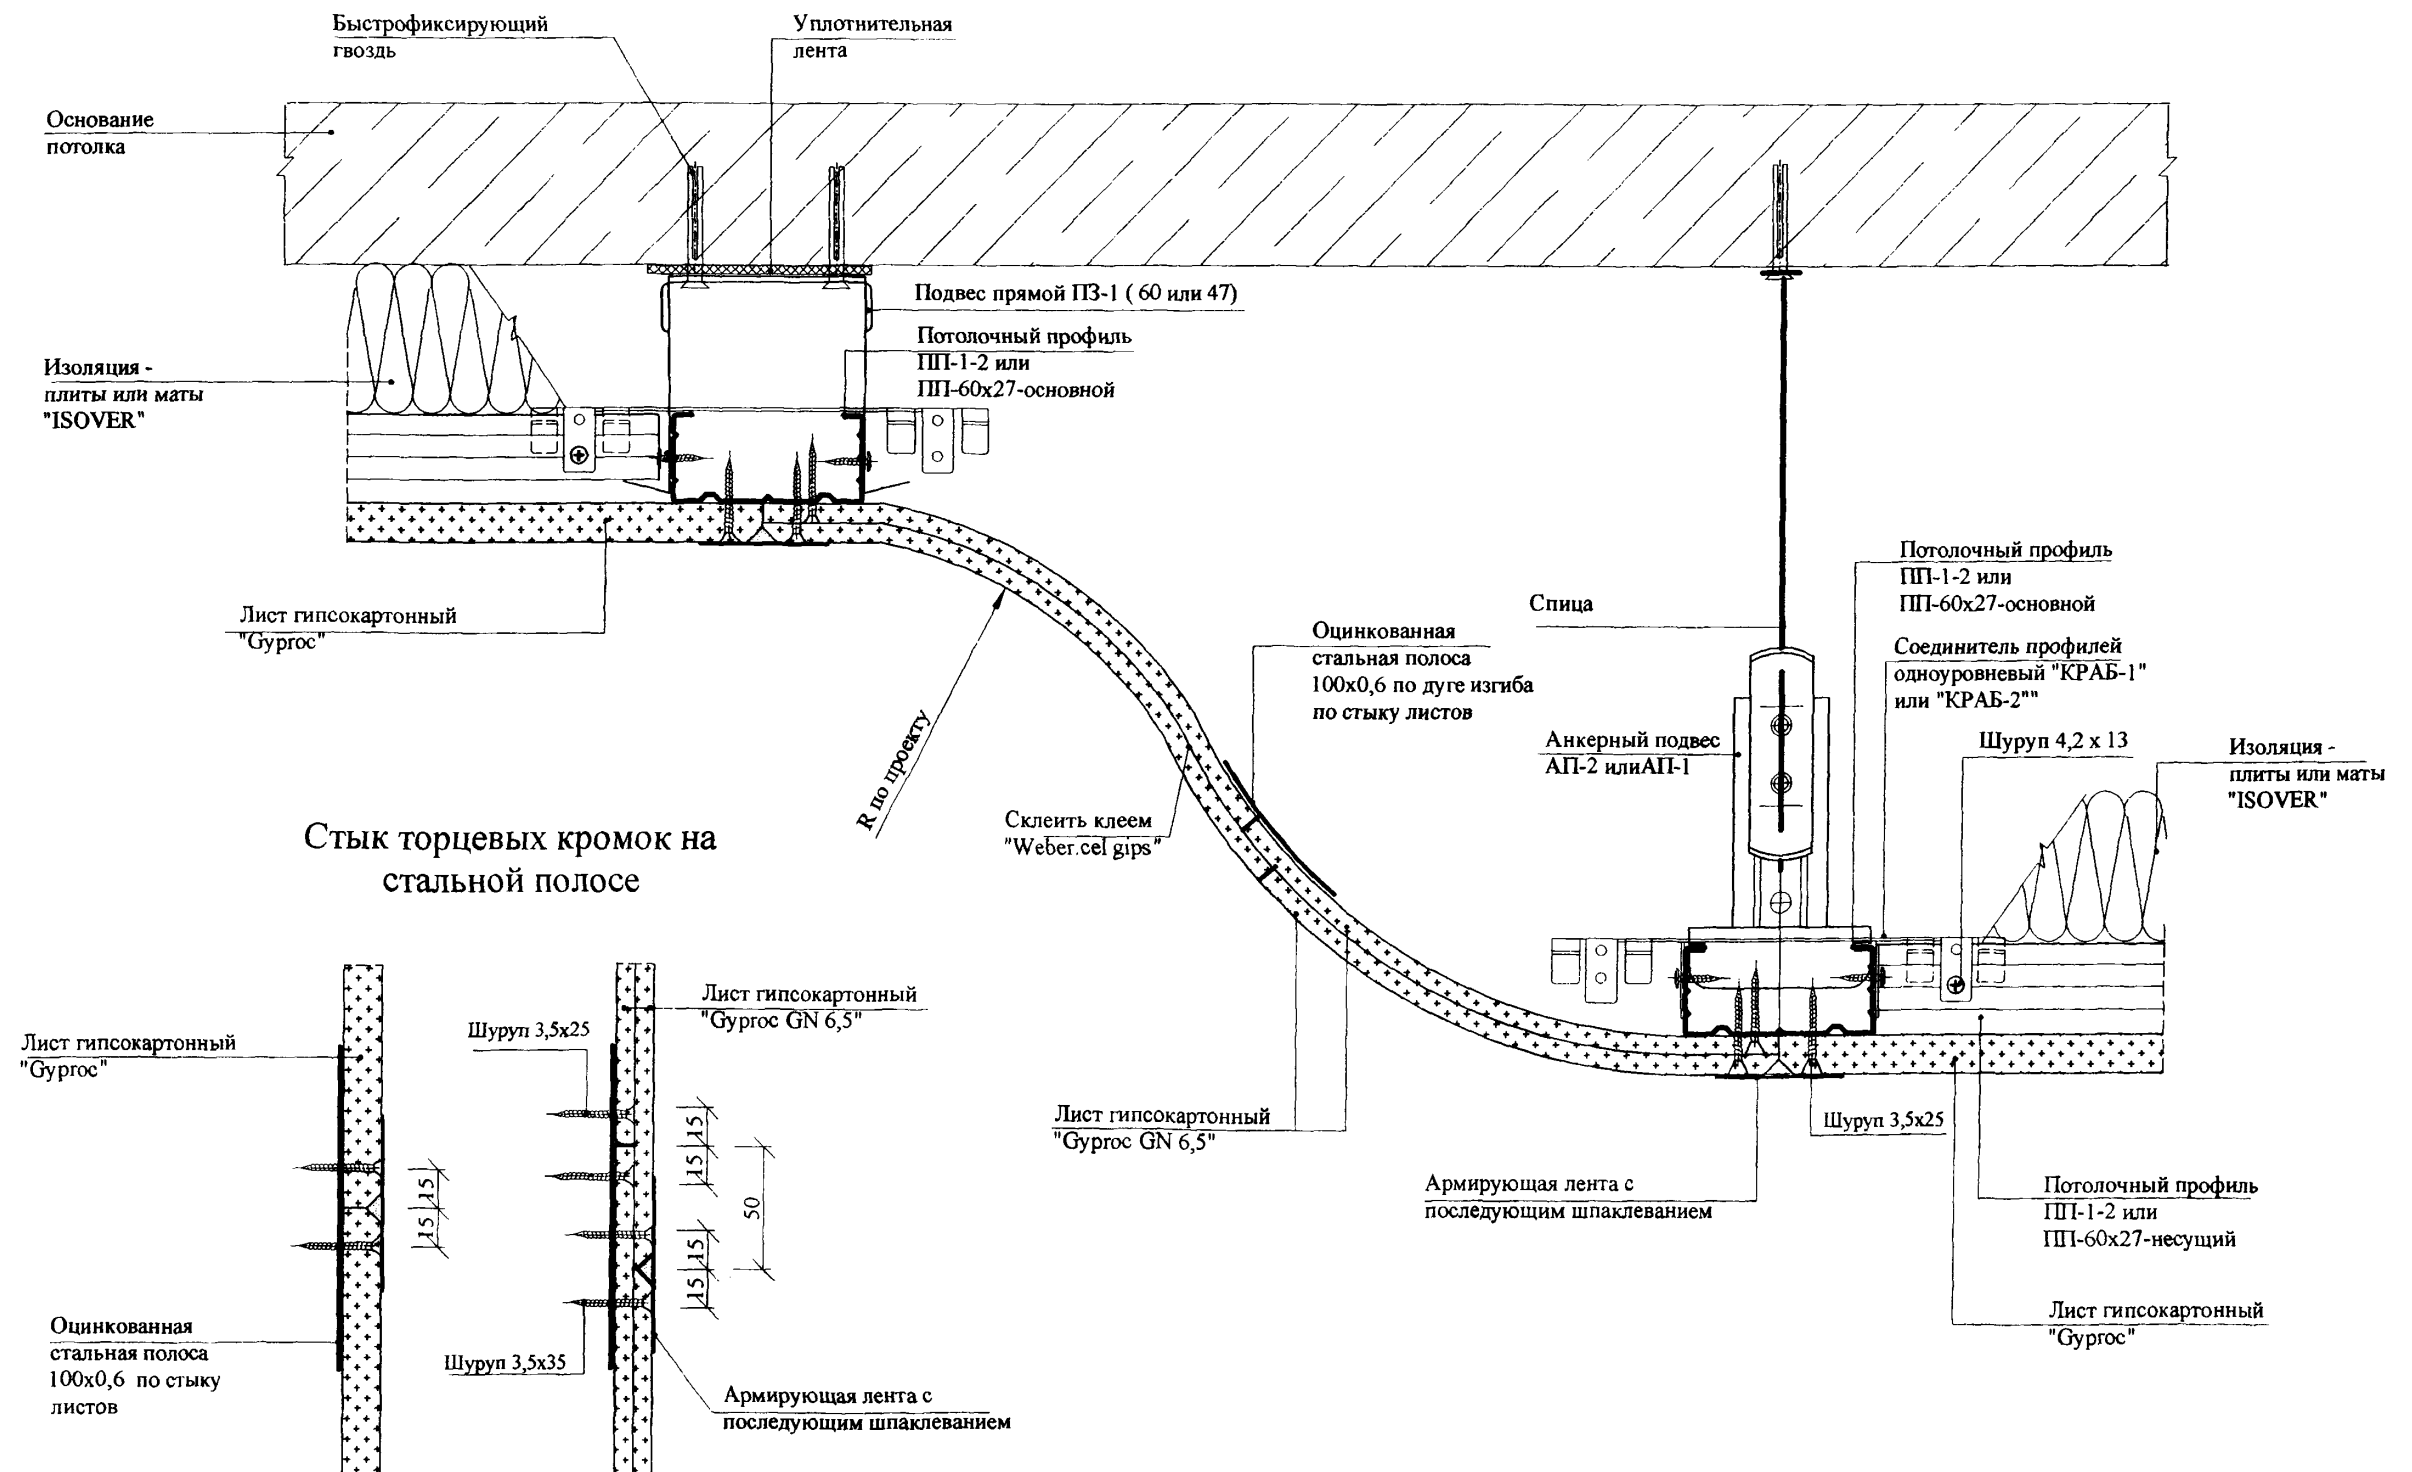 Быстрофиксирующий
гвоздь
Уплотнительная
лента
Основание
потолка
Подвес прямой ПЗ-1 ( 60 или 47)
Потолочный профиль
ПП-1-2 или
ПП-60х27-основной
Изоляция -
плиты или маты
"ISOVER"
Лист гипсокартонный
"Gyproc"
Потолочный профиль
ПП-1-2 или
ПП-60х27-основной
Спица
Оцинкованная
стальная полоса
100х0,6 по дуге изгиба
по стыку листов
Соединитель профилей
одноуровневый "КРАБ-1"
или "КРАБ-2""
Анкерный подвес
АП-2 илиАП-1
Шуруп 4,2 х 13
Изоляция -
плиты или маты
"ISOVER"
R по проекту
Склеить клеем
"Weber.cel gips"
Стык торцевых кромок на
стальной полосе
Лист гипсокартонный
"Gyproc GN 6,5"
Шуруп 3,5х25
Лист гипсокартонный
"Gyproc"
15
15
15
15
50
15
15
Лист гипсокартонный
"Gyproc GN 6,5"
Шуруп 3,5х25
Армирующая лента с
последующим шпаклеванием
Потолочный профиль
ПП-1-2 или
ПП-60х27-несущий
Лист гипсокартонный
"Gyproc"
Оцинкованная
стальная полоса
100х0,6 по стыку
листов
Шуруп 3,5х35
Армирующая лента с
последующим шпаклеванием